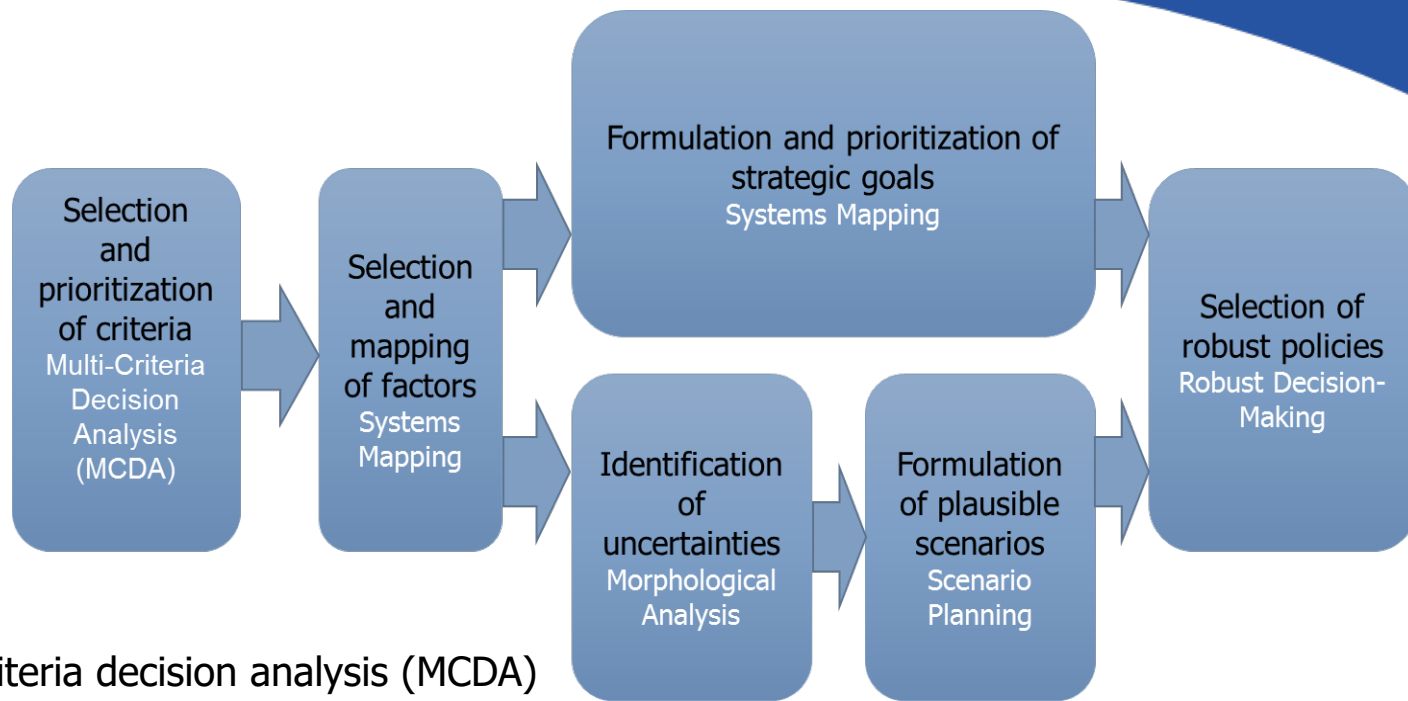 Selection
and
prioritization
of criteria
Multi-Criteria
Decision
Analysis
(MCDA)
Selection
and
mapping
of factors
Systems
Mapping
Formulation and prioritization of
strategic goals
Systems Mapping
Identification
of
uncertainties
Morphological
Analysis
Formulation
of plausible
scenarios
Scenario
Planning
Selection of
robust policies
Robust Decision-
Making
iteria decision analysis (MCDA)